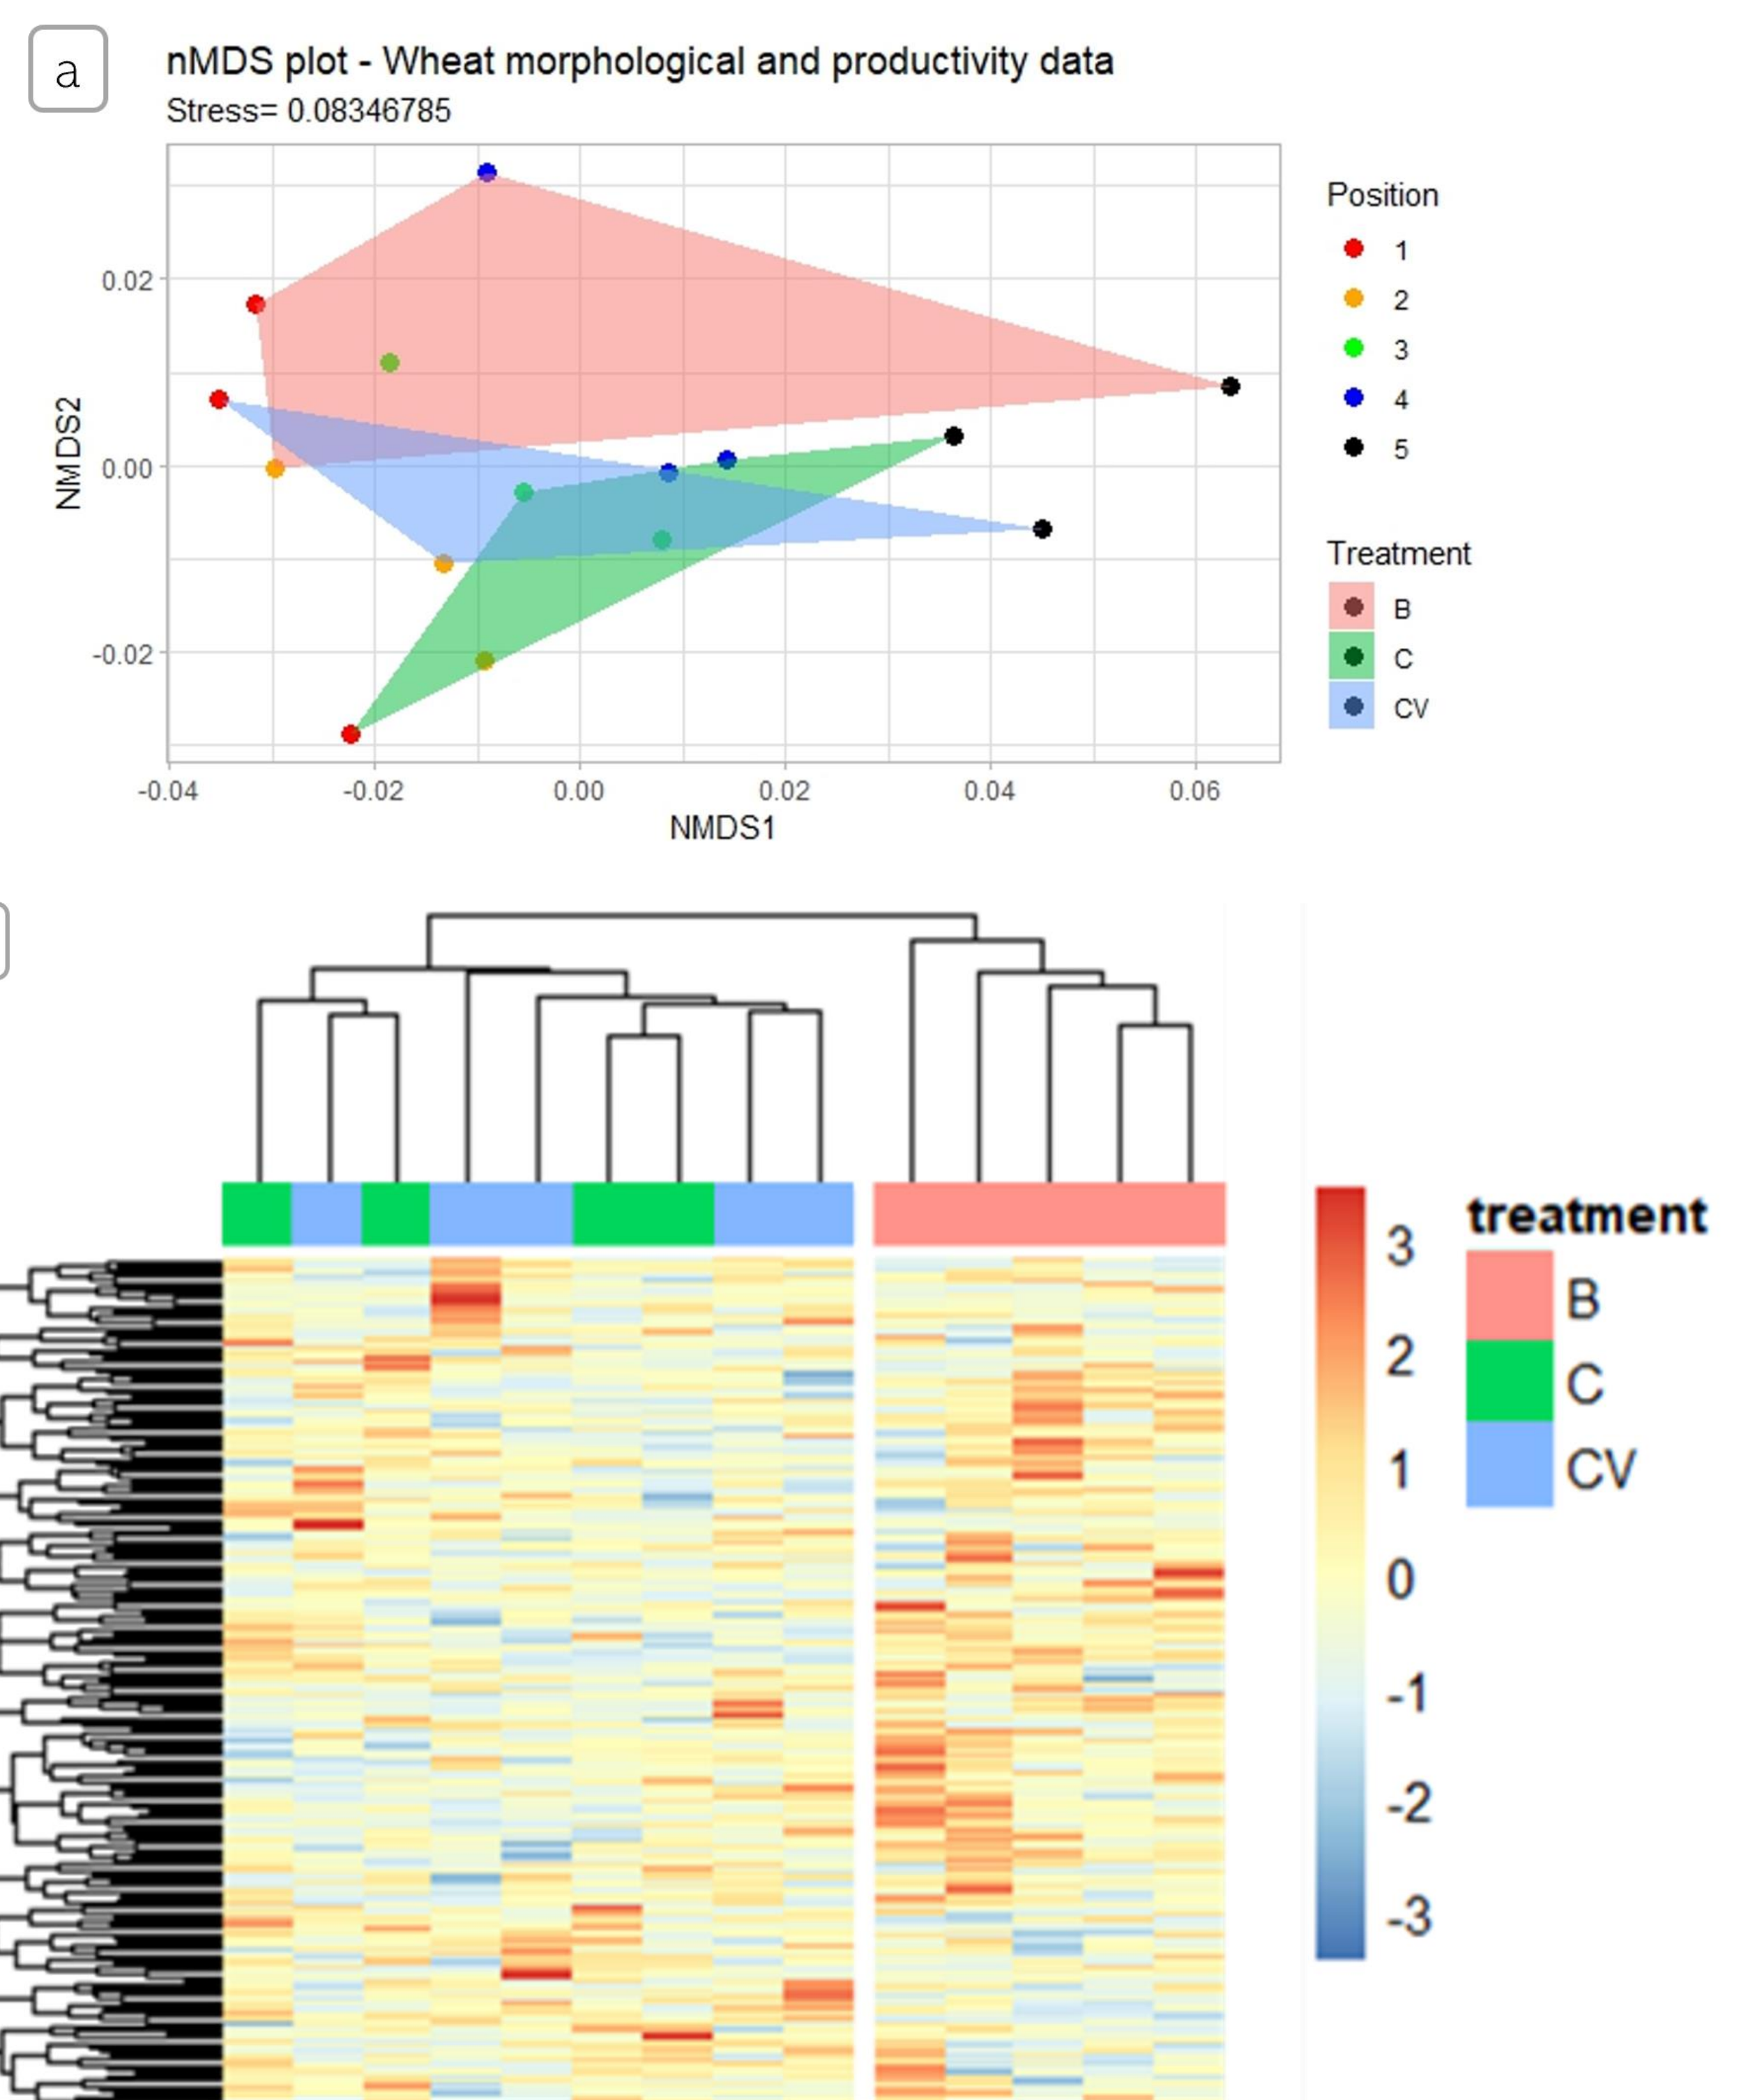 a
nMDS plot - Wheat morphological and productivity data
Stress= 0.08346785
0.02
0.00
-0.02
NMDS2
-0.04 -0.02 0.00 0.02 0.04 0.06
NMDS1
Position
1
2
3
4
5
Treatment
B
C
CV
3
2
1
0
-1
-2
-3
treatment
B
C
CV